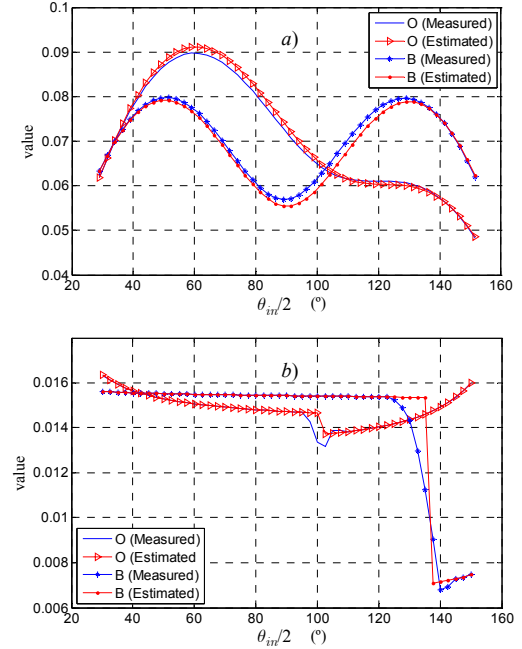 0.1
0.09
0.08
0.07
0.06
0.05
0.04
value
a)
O (Measured)
O (Estimated)
B (Measured)
B (Estimated)
20 40 60 80 100 120 140 160
θin/2 (º)
b)
0.016
0.014
0.012
0.01
0.008
0.006
value
O (Measured)
O (Estimated
B (Measured)
B (Estimated)
20 40 60 80 100 120 140 160
θin/2 (º)